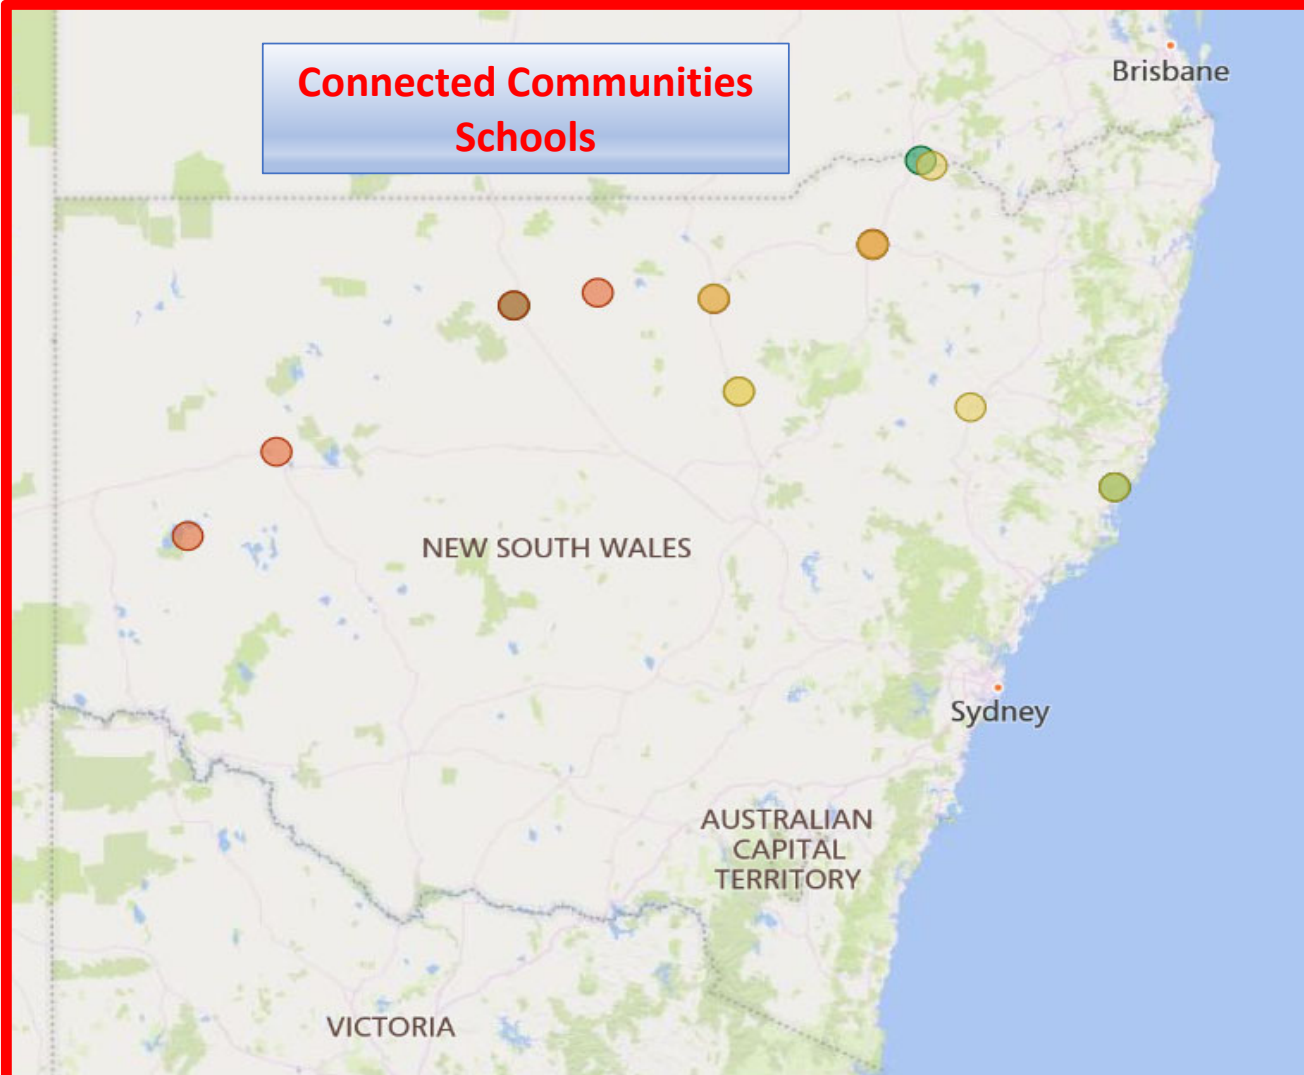 Connected Communities
Schools
Brisbane
NEW SOUTH WALES
Sydney
AUSTRALIAN
CAPITAL
TERRITORY
VICTORIA